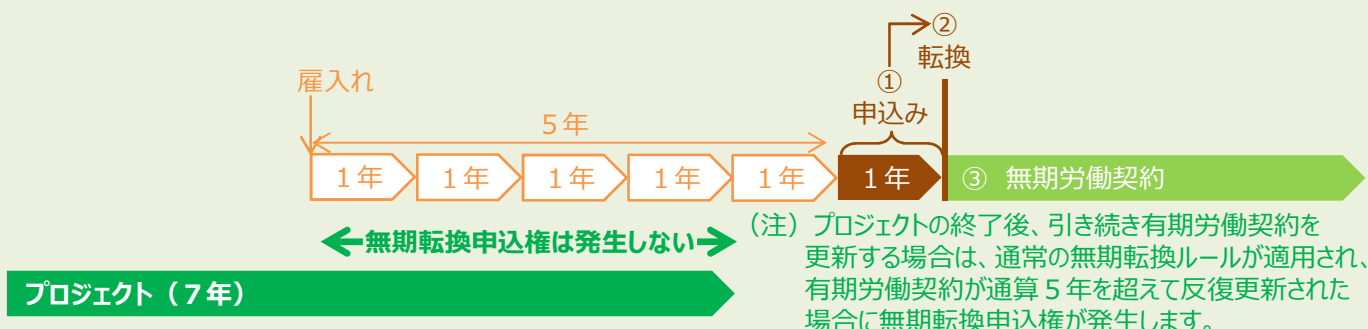 ②
転換
①
申込み
雇入れ
５年
１年 １年 １年 １年 １年 １年 ③ 無期労働契約
無期転換申込権は発生しない
プロジェクト（７年）
（注）プロジェクトの終了後、引き続き有期労働契約を
更新する場合は、通常の無期転換ルールが適用され、
有期労働契約が通算５年を超えて反復更新された
場合に無期転換申込権が発生します。